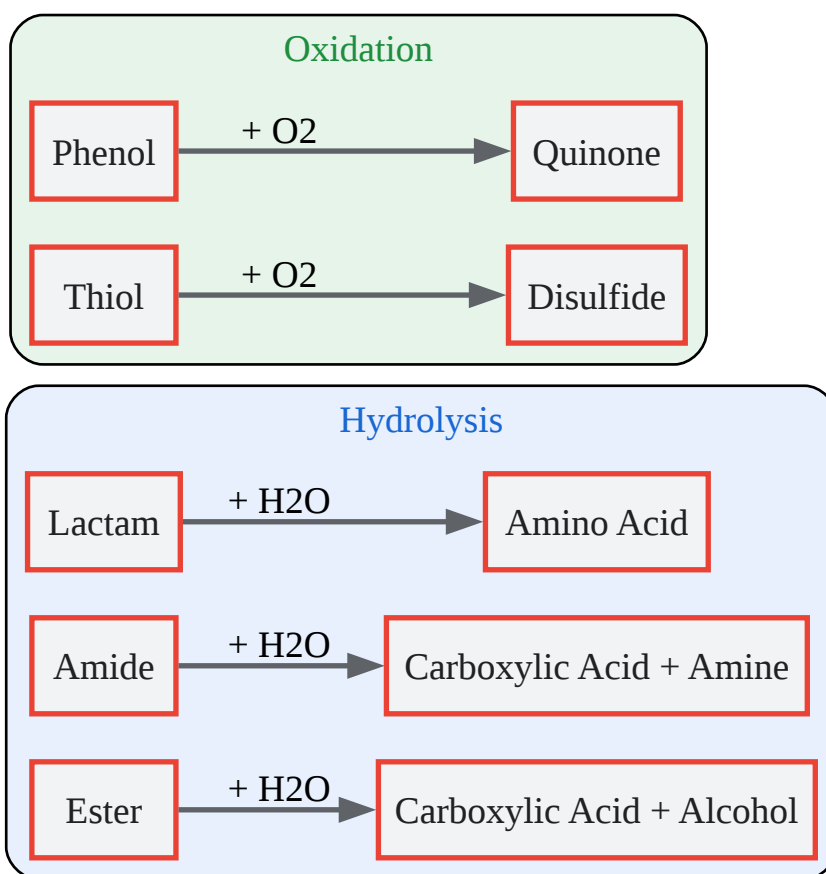 Oxidation
Phenol + O2 Quinone
Thiol + O2 Disulfide
Hydrolysis
Lactam + H2O Amino Acid
Amide + H2O Carboxylic Acid + Amine
Ester + H2O Carboxylic Acid + Alcohol